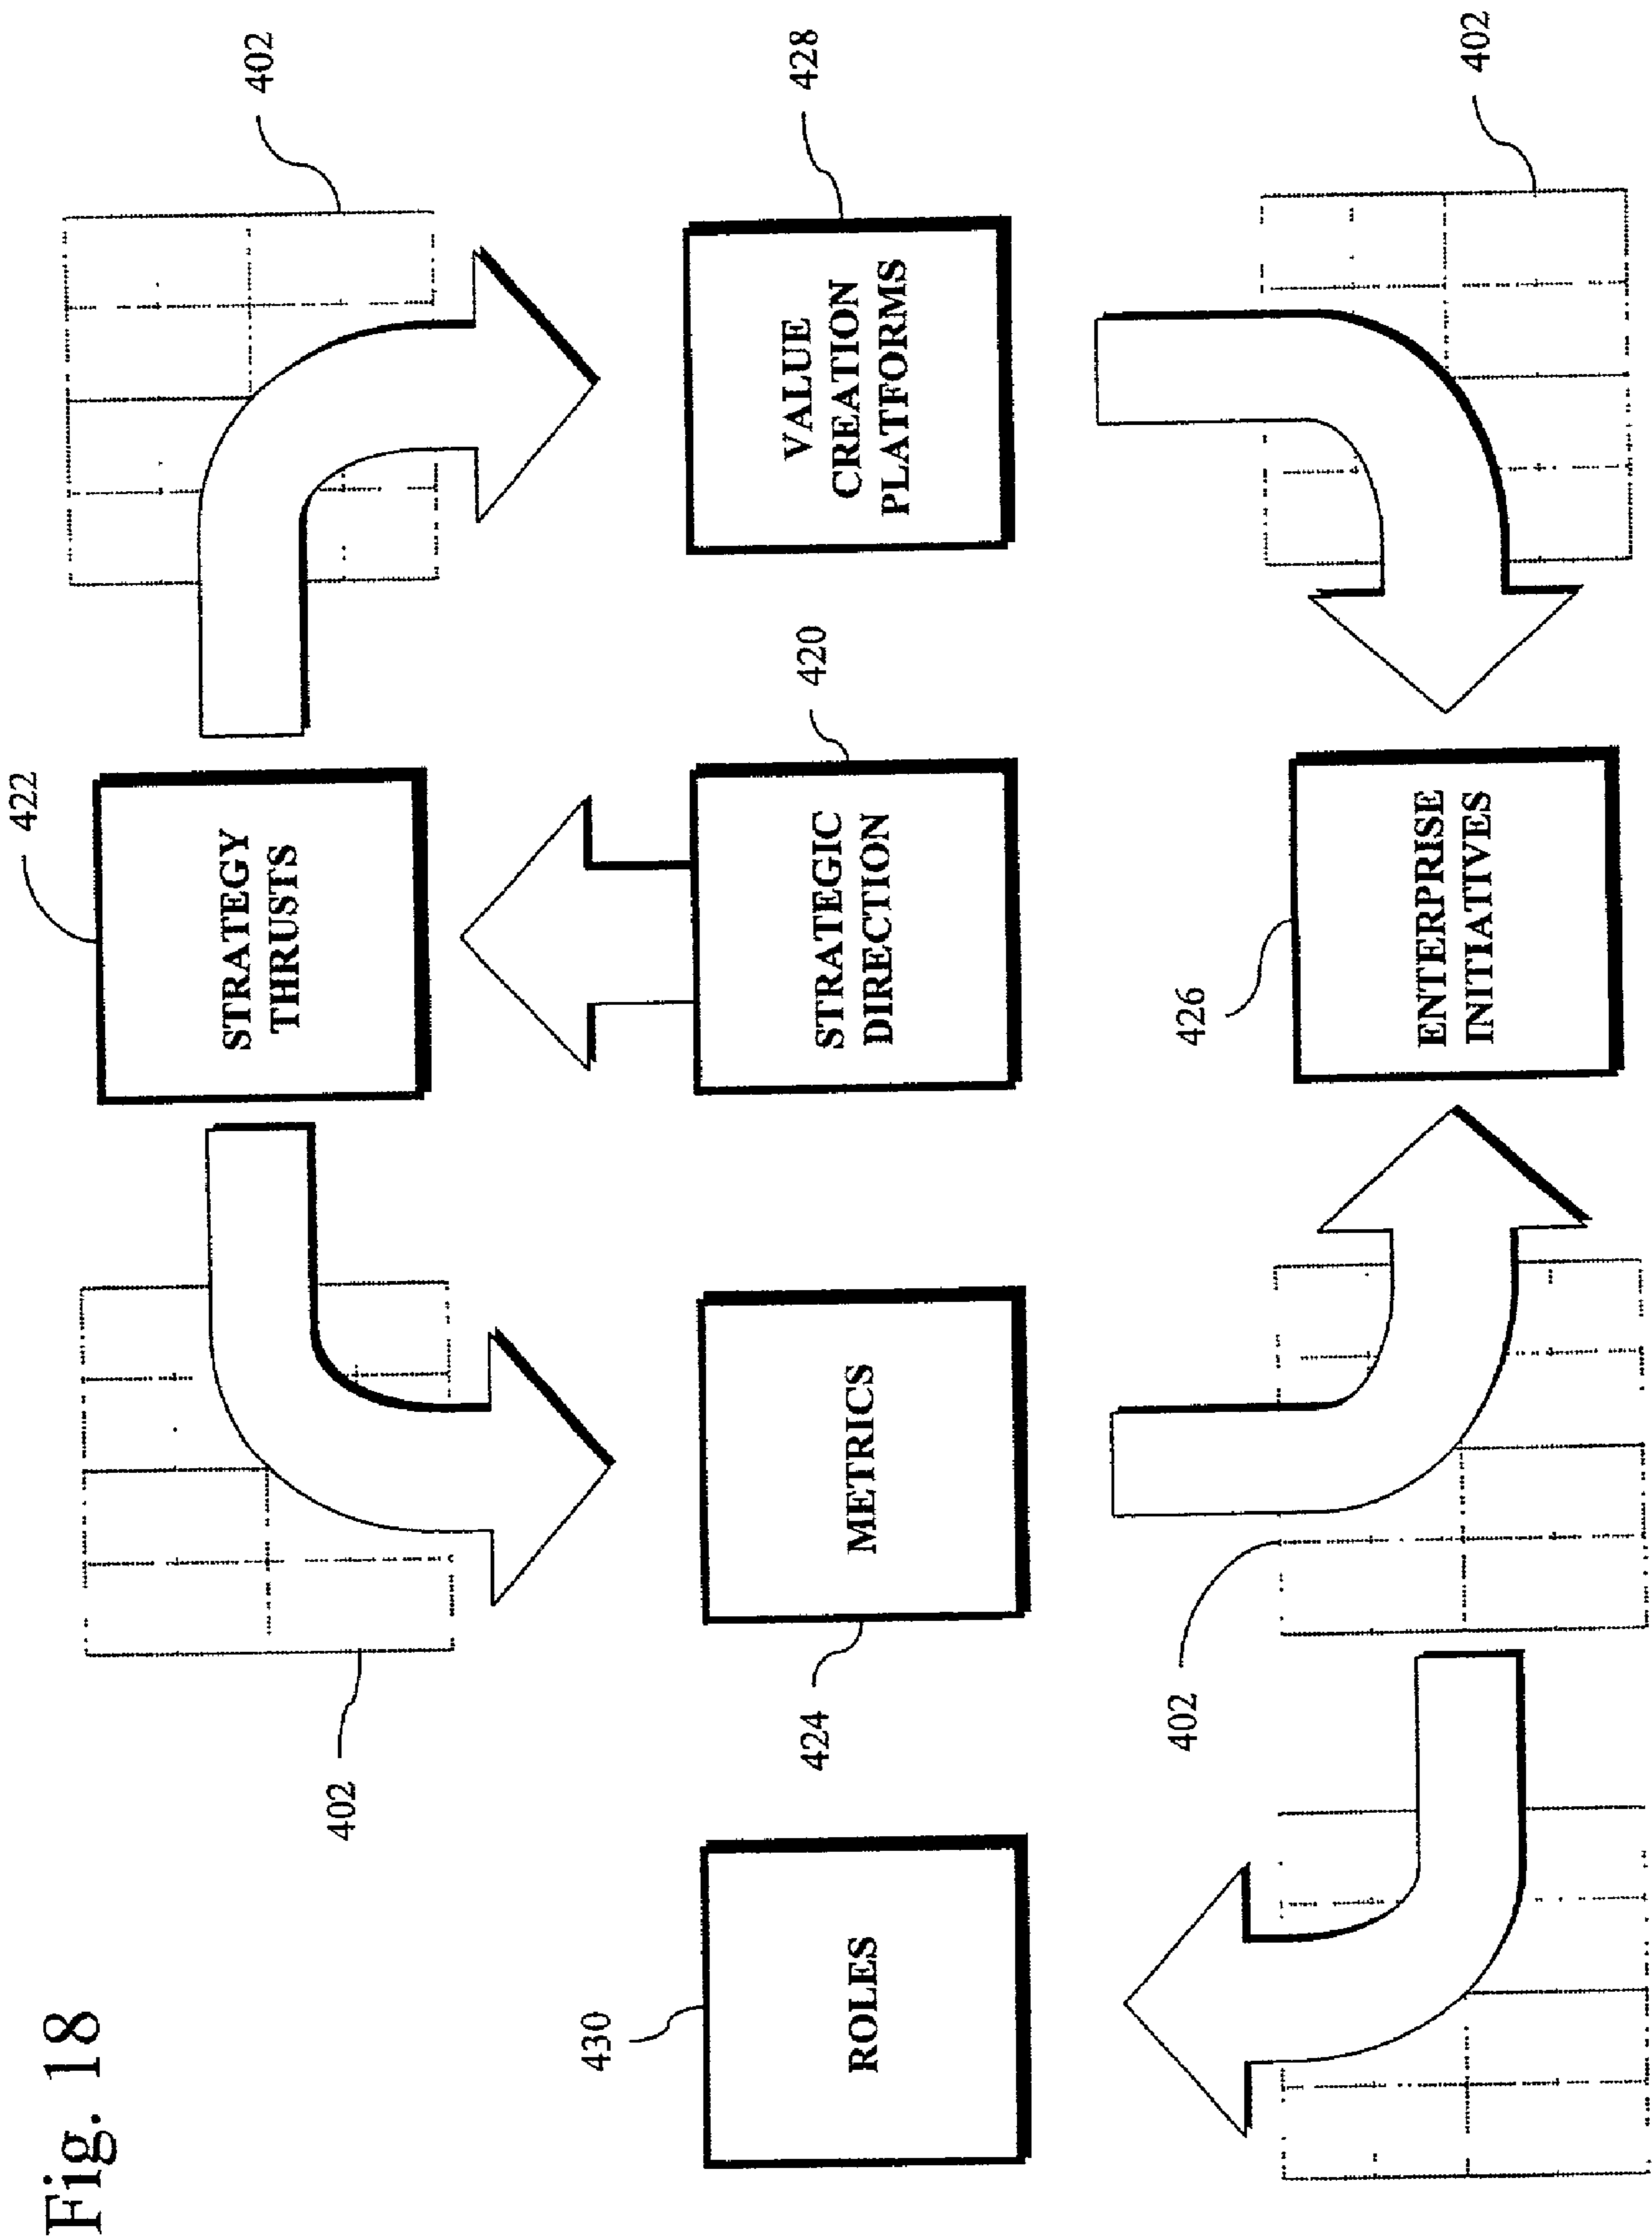 Fig. 18
422
402
STRATEGY
THRUSTS
402
430
ROLES
424
METRICS
STRATEGIC
DIRECTION
420
VALUE
CREATION
PLATFORMS
428
402
426
ENTERPRISE
INITIATIVES
402